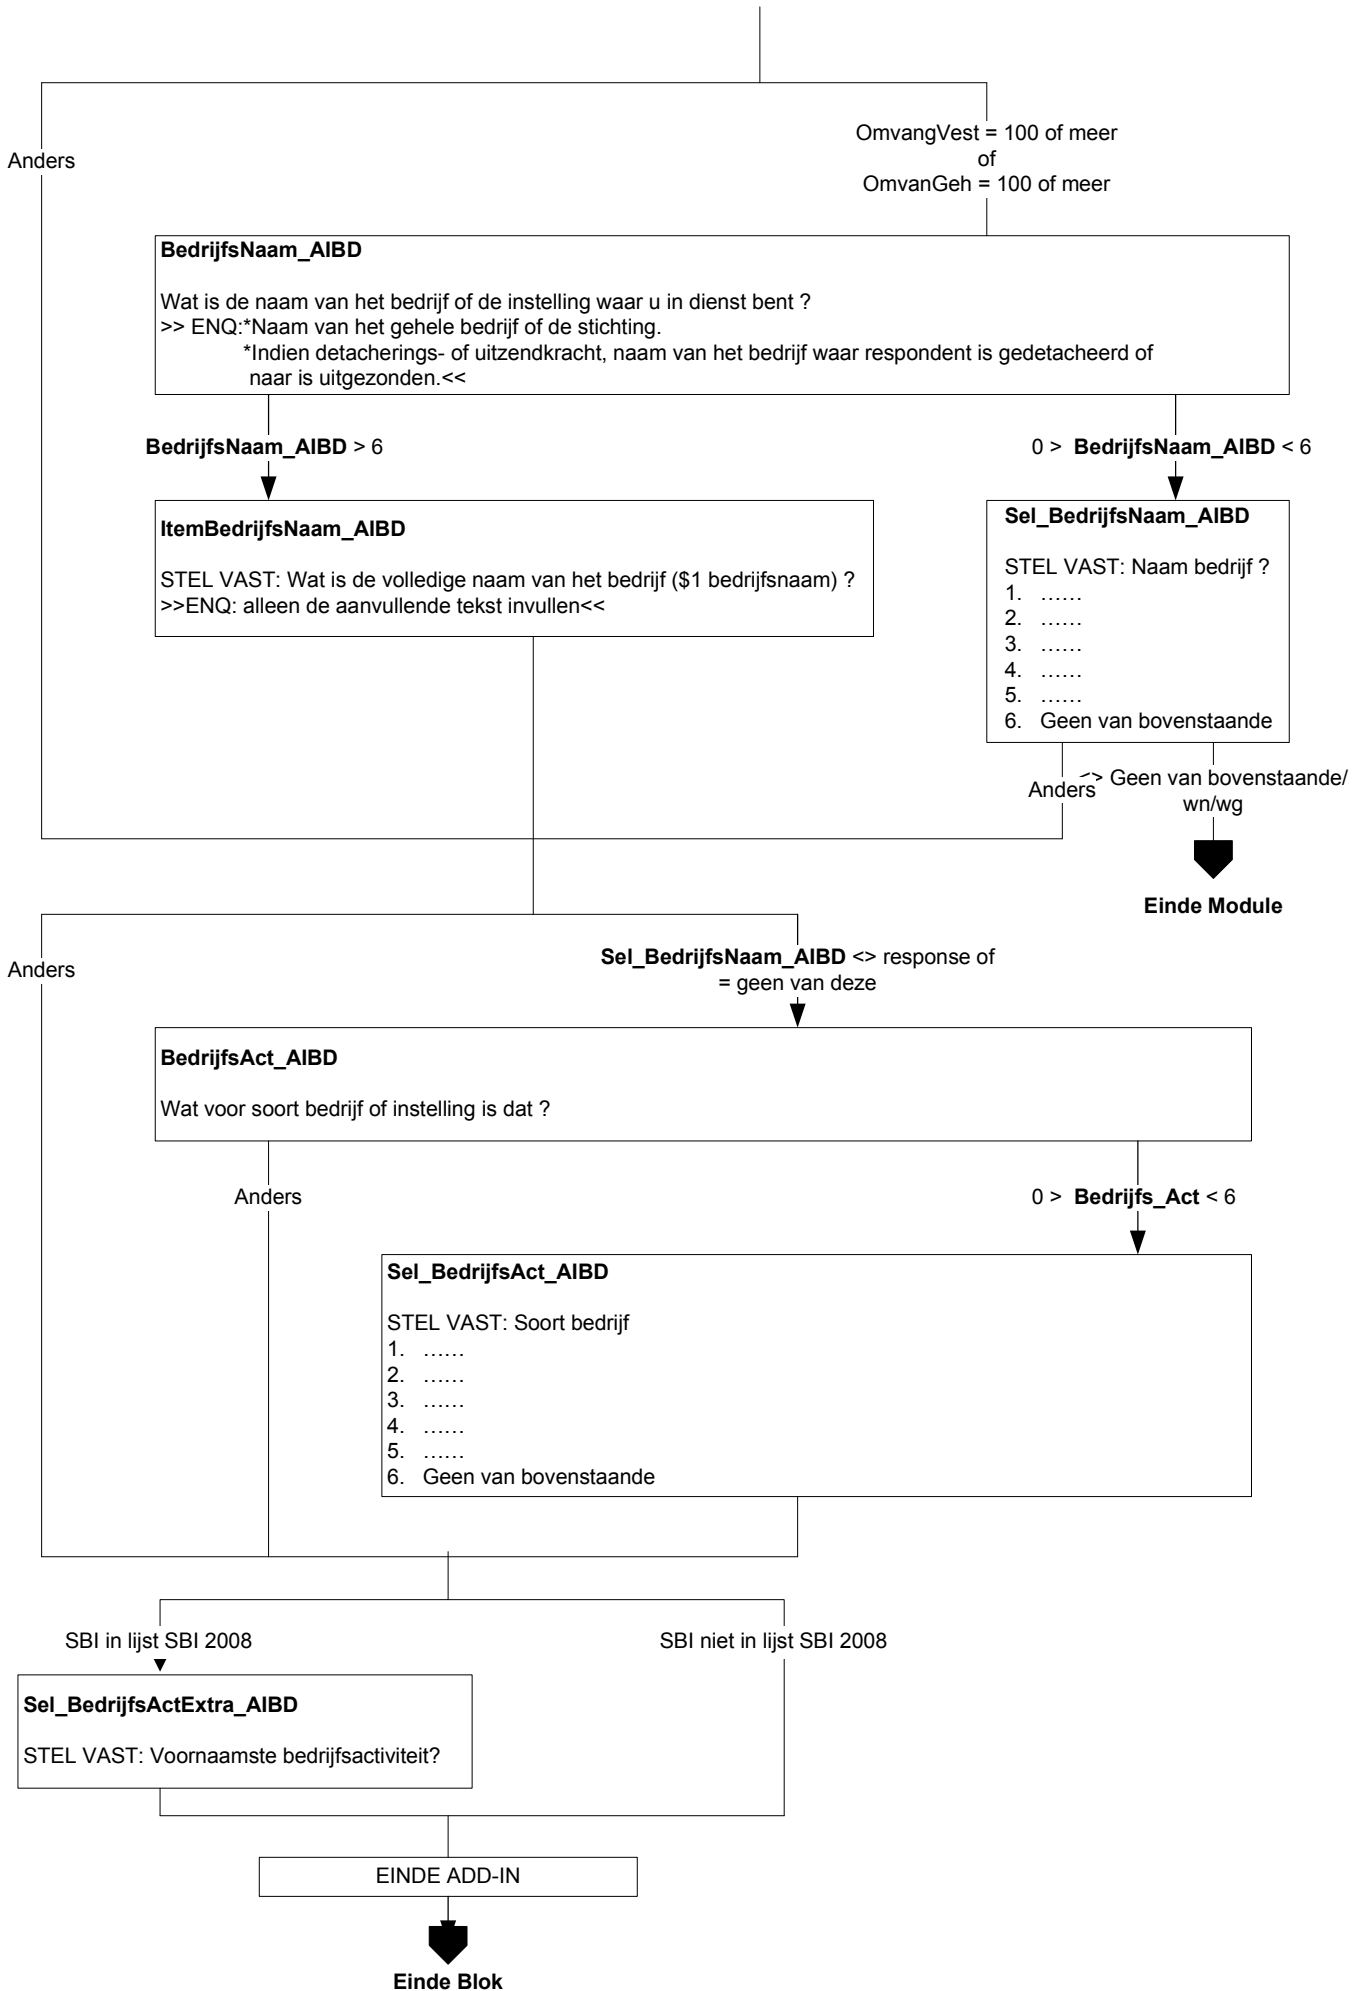 OmvangVest = 100 of meer
of
OmvanGeh = 100 of meer
Anders
BedrijfsNaam_AIBD
Wat is de naam van het bedrijf of de instelling waar u in dienst bent ?
>> ENQ:*Naam van het gehele bedrijf of de stichting.
*Indien detacherings- of uitzendkracht, naam van het bedrijf waar respondent is gedetacheerd of
naar is uitgezonden.<<
BedrijfsNaam_AIBD > 6
0 > BedrijfsNaam_AIBD < 6
ItemBedrijfsNaam_AIBD
STEL VAST: Wat is de volledige naam van het bedrijf ($1 bedrijfsnaam) ?
>>ENQ: alleen de aanvullende tekst invullen<<
Sel_BedrijfsNaam_AIBD
STEL VAST: Naam bedrijf ?
1. ……
2. ……
3. ……
4. ……
5. ……
6. Geen van bovenstaande
Anders
<> Geen van bovenstaande/
wn/wg
Einde Module
Anders
Sel_BedrijfsNaam_AIBD <> response of
= geen van deze
BedrijfsAct_AIBD
Wat voor soort bedrijf of instelling is dat ?
Anders
0 > Bedrijfs_Act < 6
Sel_BedrijfsAct_AIBD
STEL VAST: Soort bedrijf
1. ……
2. ……
3. ……
4. ……
5. ……
6. Geen van bovenstaande
SBI in lijst SBI 2008
SBI niet in lijst SBI 2008
Sel_BedrijfsActExtra_AIBD
STEL VAST: Voornaamste bedrijfsactiviteit?
EINDE ADD-IN
Einde Blok